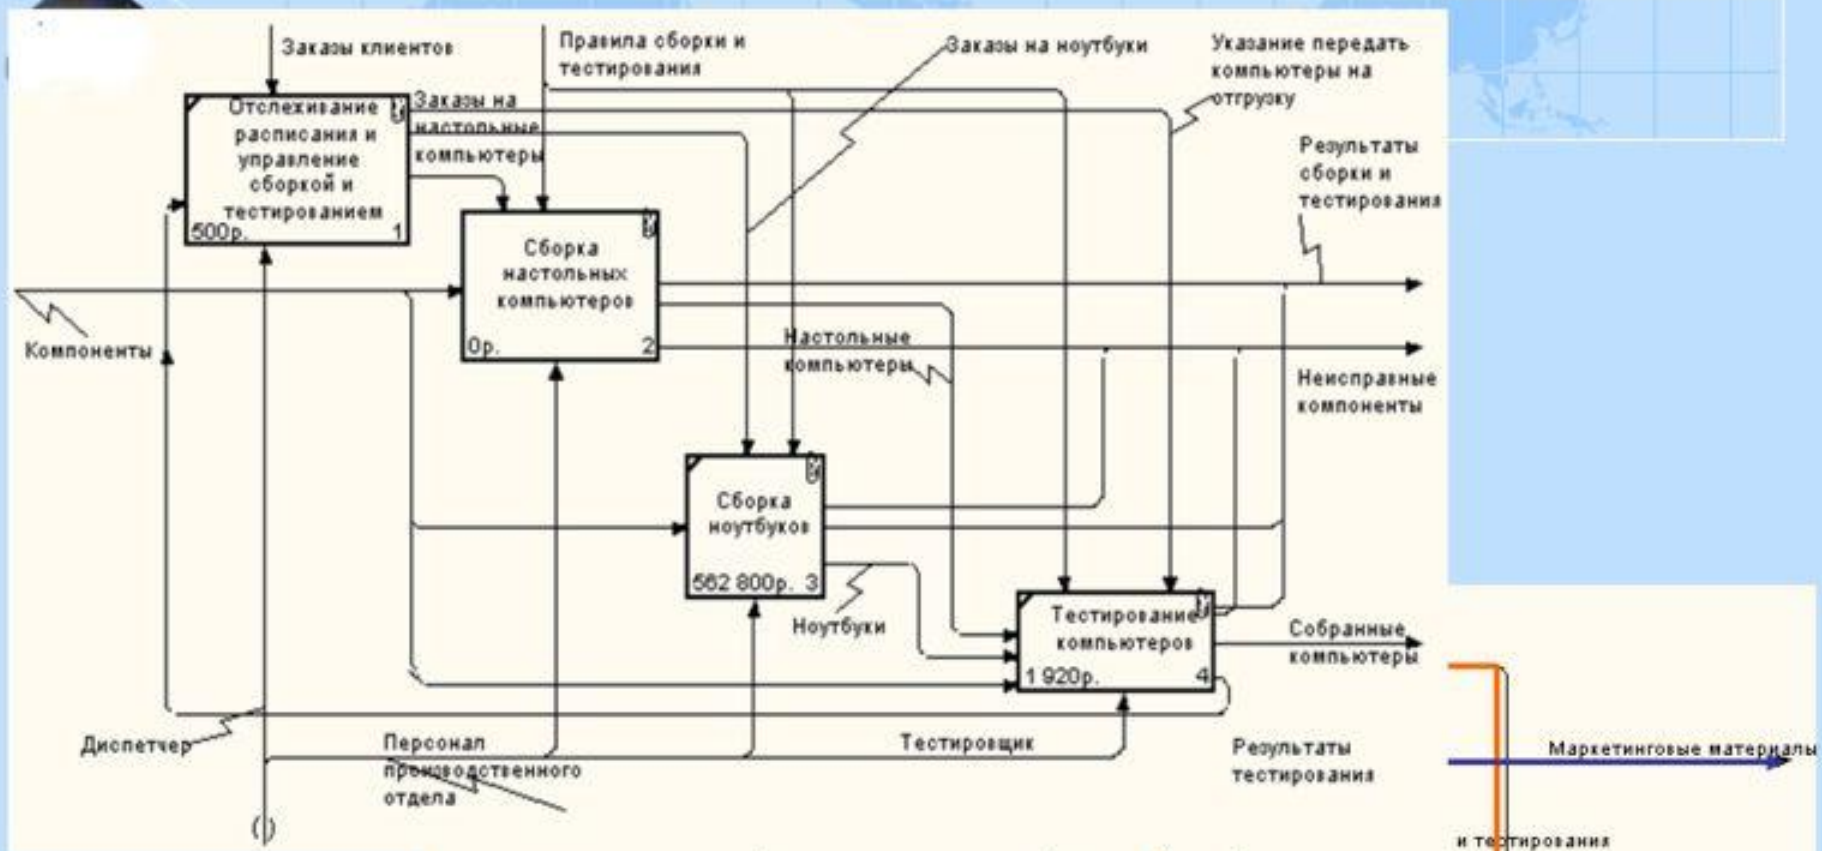 Заказы клиентов
Правила сборки и
тестирования
Заказы на ноутбуки
Указание передать
компьютеры на
отгрузку
Отслехивание
расписания и
управление
сборкой и
тестированием
500р. 1
Заказы на
настольные
компьютеры
Результаты
сборки и
тестирования
Сборка
настольных
компьютеров
0р. 2
Компоненты
Настольные
компьютеры
Неисправные
компоненты
Сборка
ноутбуков
562 800р. 3
Ноутбуки
Тестирование
компьютеров
1 920р. 4
Собранные
компьютеры
Диспетчер
Персонал
производственного
отдела
Тестировщик
Результаты
тестирования
Маркетинговые материалы
и тестирования